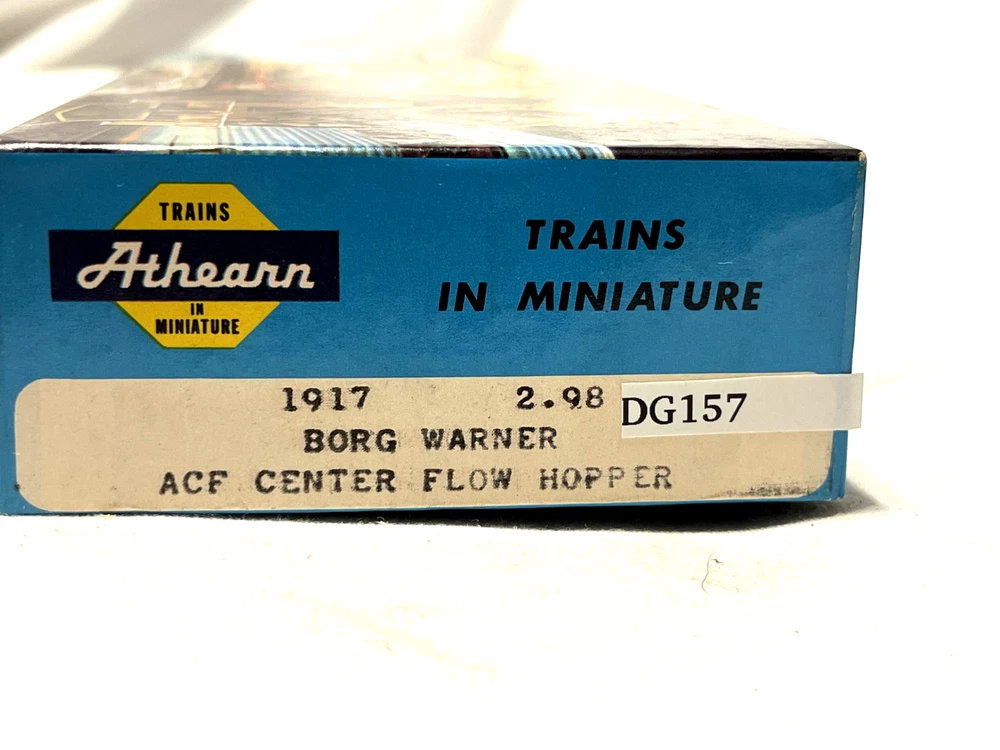 TRAINS
Athearn
IN
MINIATURE
TRAINS
IN MINIATURE
1917 2.98 DG157
BORG WARNER
ACF CENTER FLOW HOPPER